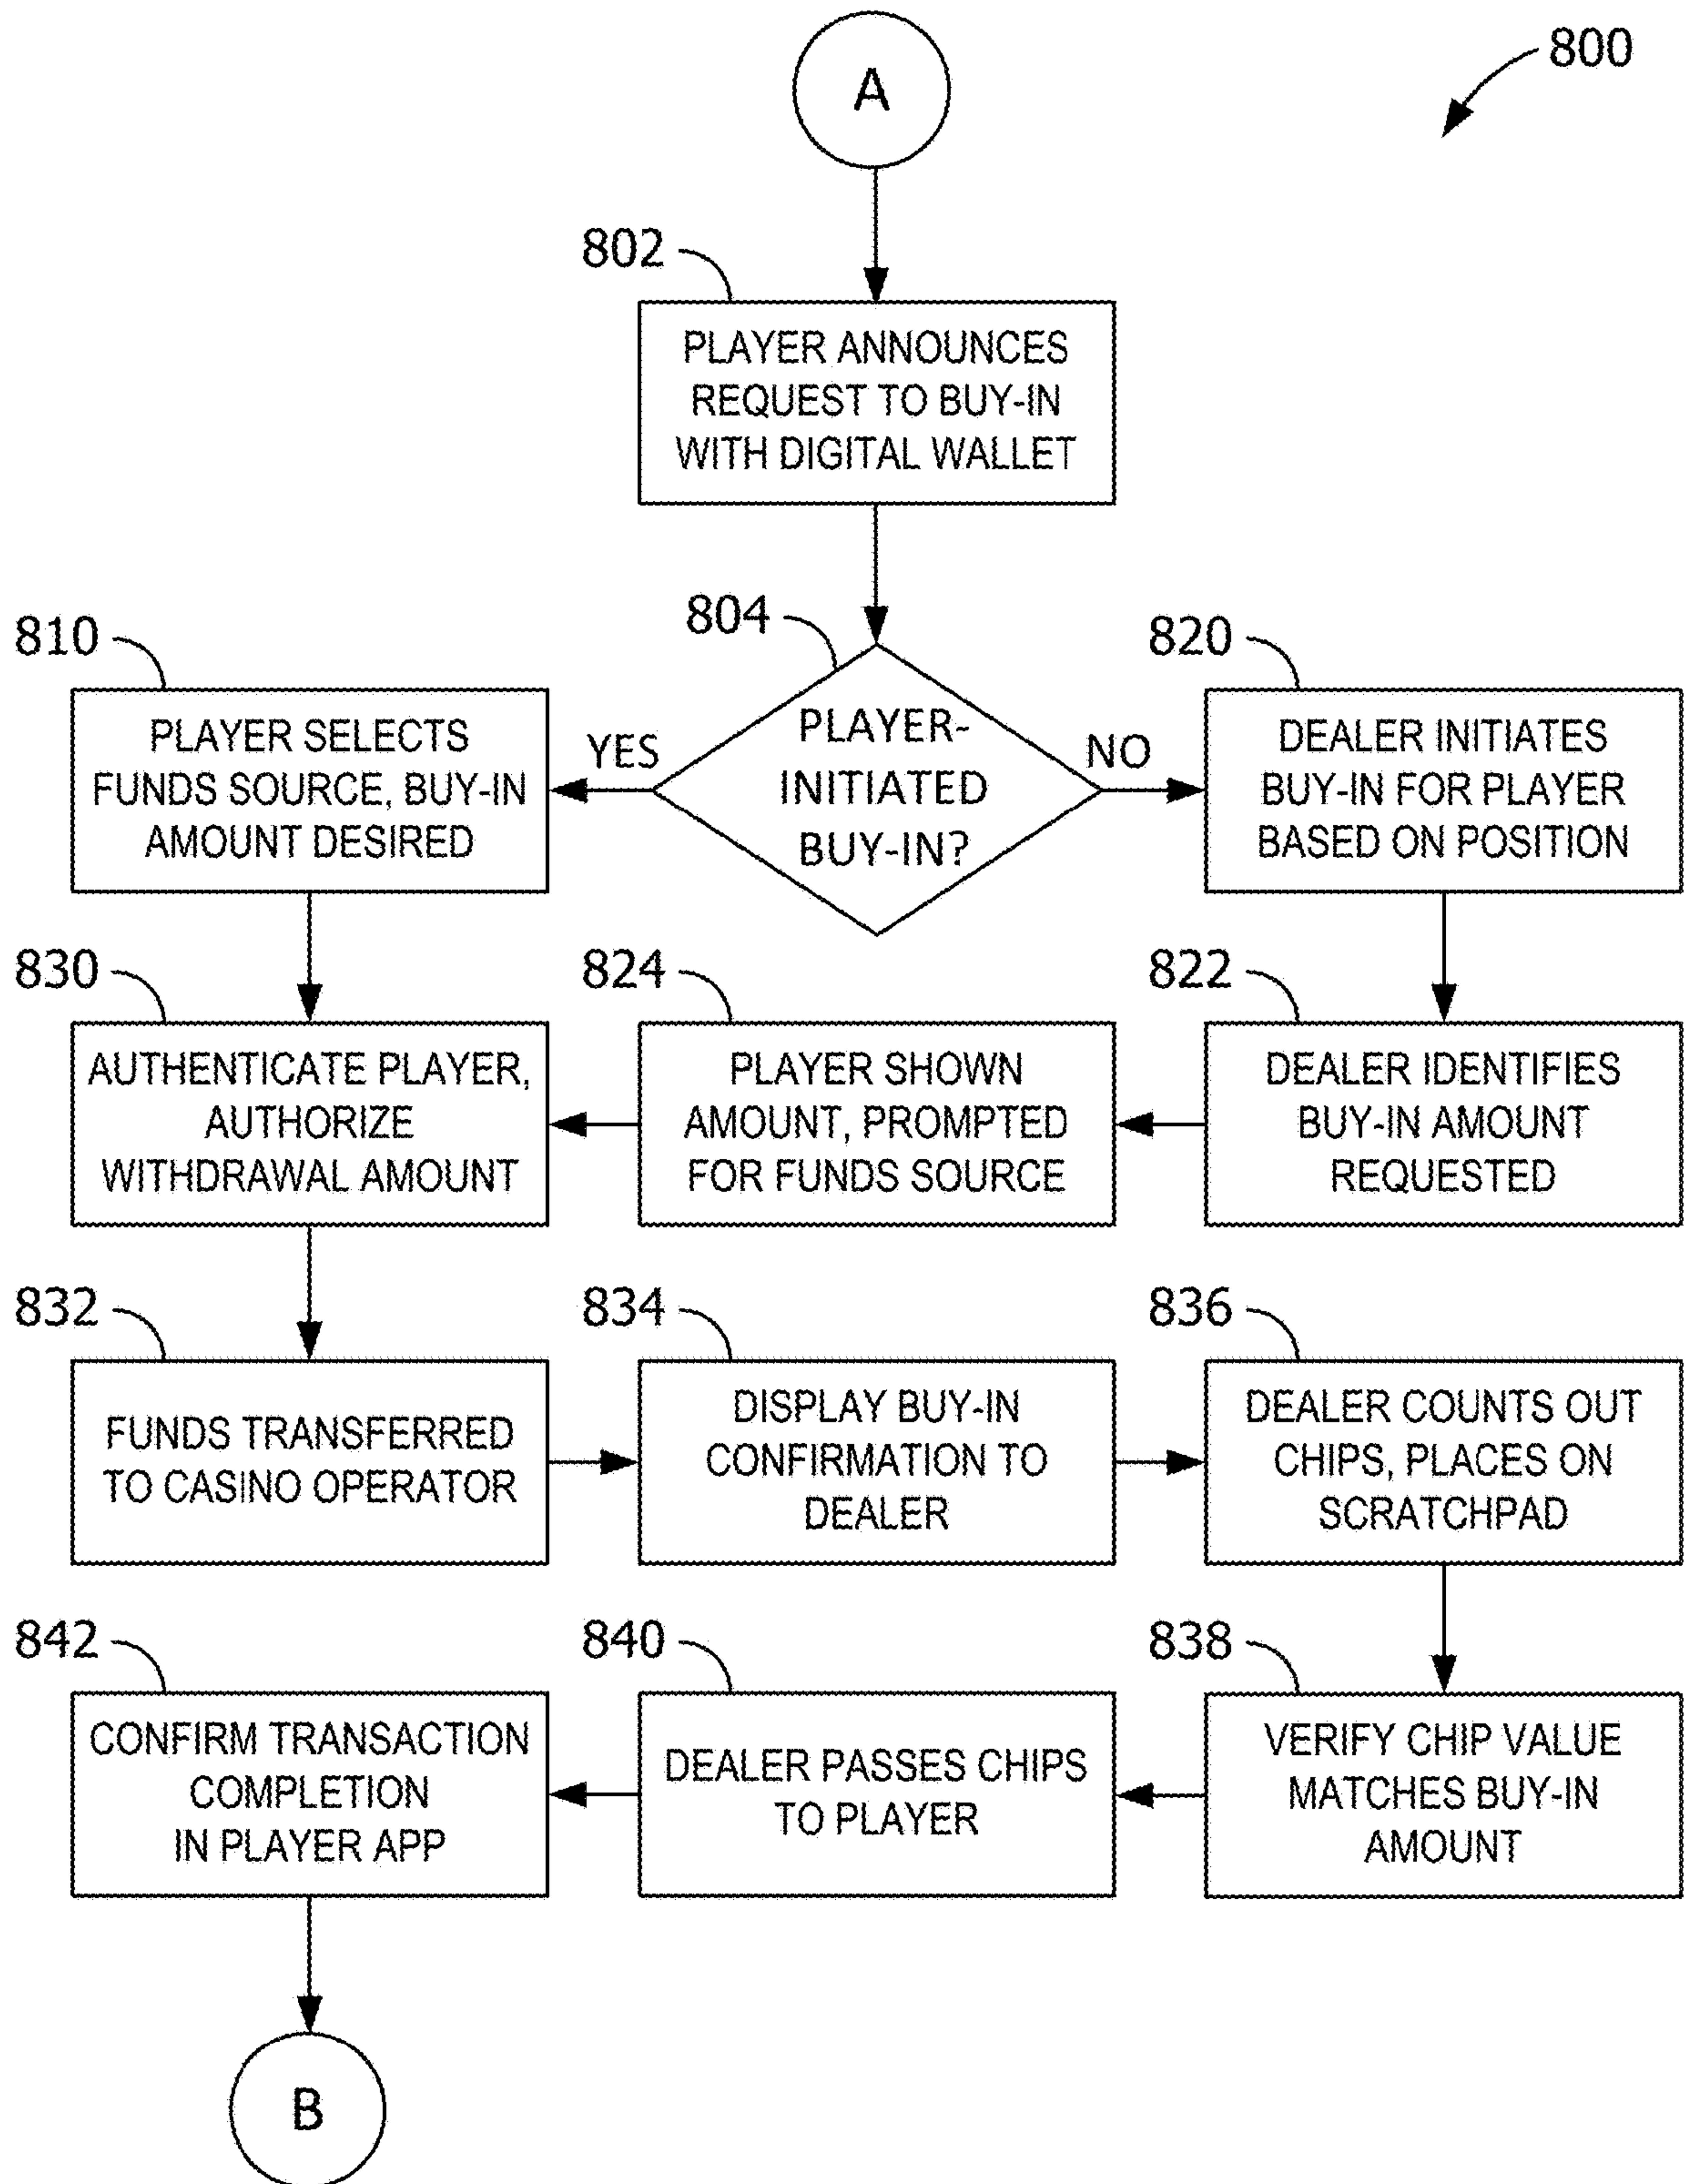 A
800
802
PLAYER ANNOUNCES
REQUEST TO BUY-IN
WITH DIGITAL WALLET
804
PLAYER-
INITIATED
BUY-IN?
YES
NO
810
PLAYER SELECTS
FUNDS SOURCE, BUY-IN
AMOUNT DESIRED
820
DEALER INITIATES
BUY-IN FOR PLAYER
BASED ON POSITION
830
AUTHENTICATE PLAYER,
AUTHORIZE
WITHDRAWAL AMOUNT
824
PLAYER SHOWN
AMOUNT, PROMPTED
FOR FUNDS SOURCE
822
DEALER IDENTIFIES
BUY-IN AMOUNT
REQUESTED
832
FUNDS TRANSFERRED
TO CASINO OPERATOR
834
DISPLAY BUY-IN
CONFIRMATION TO
DEALER
836
DEALER COUNTS OUT
CHIPS, PLACES ON
SCRATCHPAD
842
CONFIRM TRANSACTION
COMPLETION
IN PLAYER APP
840
DEALER PASSES CHIPS
TO PLAYER
838
VERIFY CHIP VALUE
MATCHES BUY-IN
AMOUNT
B